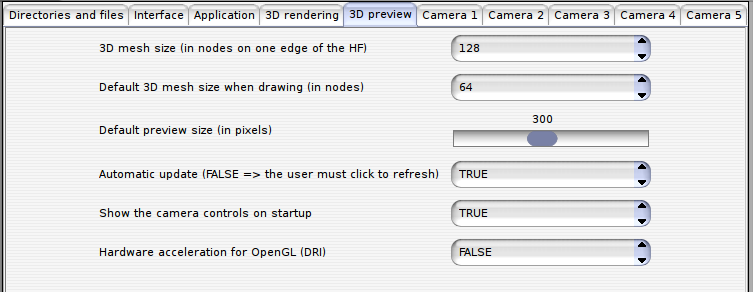 Directories and files Interface Application 3D rendering 3D preview Camera 1 Camera 2 Camera 3 Camera 4 Camera 5
3D mesh size (in nodes on one edge of the HF) 128
Default 3D mesh size when drawing (in nodes) 64
300
Default preview size (in pixels)
Automatic update (FALSE => the user must click to refresh) TRUE
Show the camera controls on startup TRUE
Hardware acceleration for OpenGL (DRI) FALSE